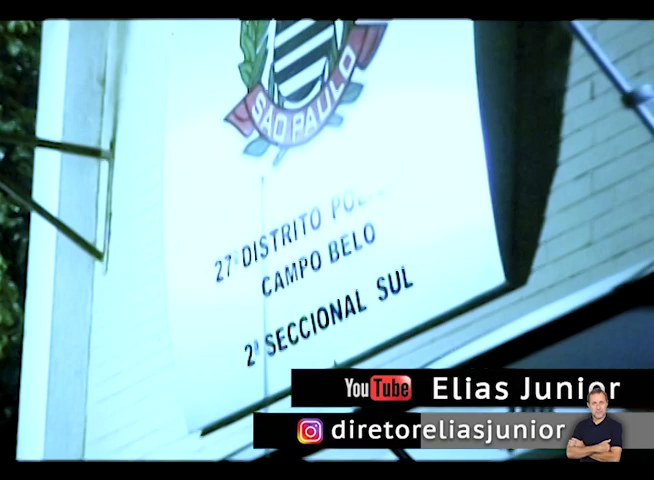 SÃO PAULO
27º DISTRITO
CAMPO BELO
2ª SECCIONAL SUL
YouTube Elias Junior
diretoreliasjunior